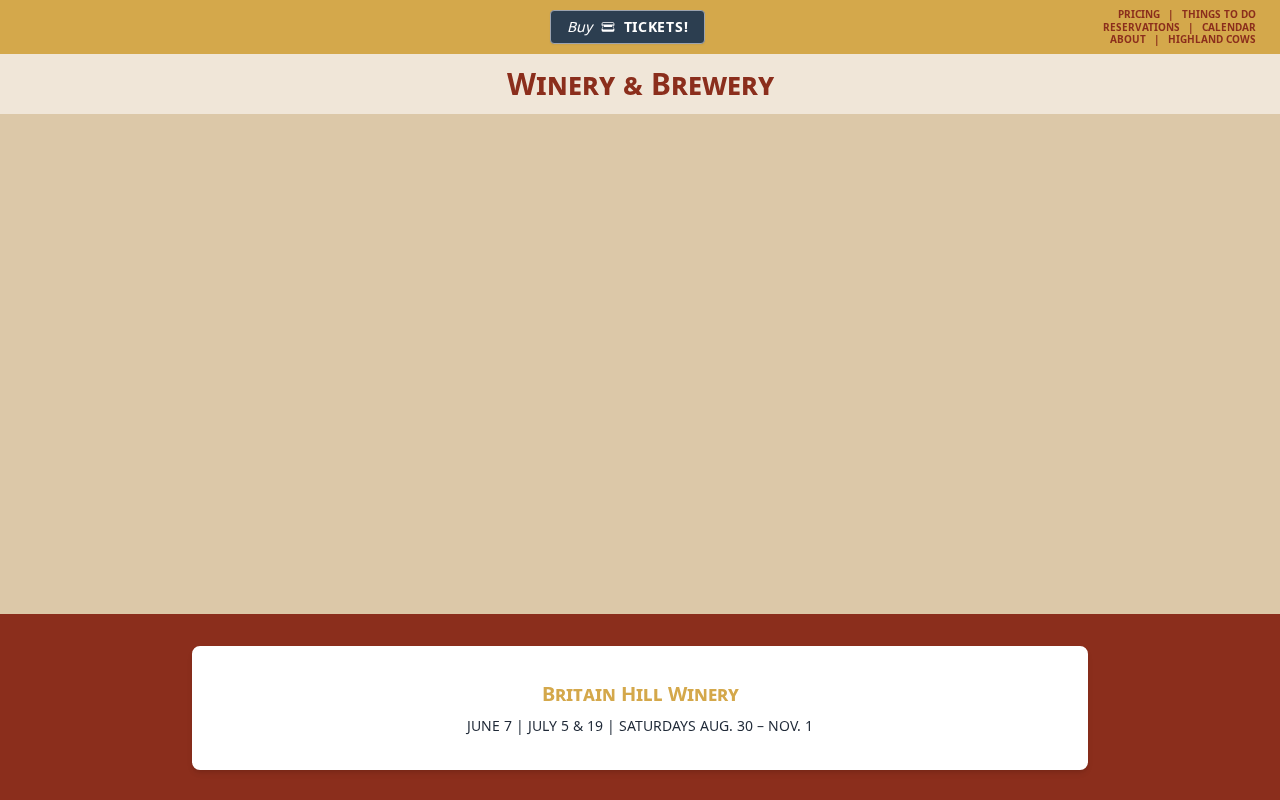 Buy TICKETS!
PRICING | THINGS TO DO
RESERVATIONS | CALENDAR
ABOUT | HIGHLAND COWS
Winery & Brewery
Britain Hill Winery
JUNE 7 | JULY 5 & 19 | SATURDAYS AUG. 30 – NOV. 1